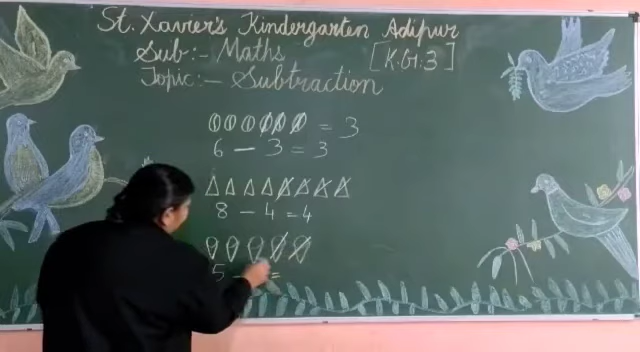 St. Xavier's Kindergarten Adipur
Sub:- Maths [K.G.3]
Topic:- Subtraction
= 3
6 - 3 = 3
8 - 4 = 4
5 - =